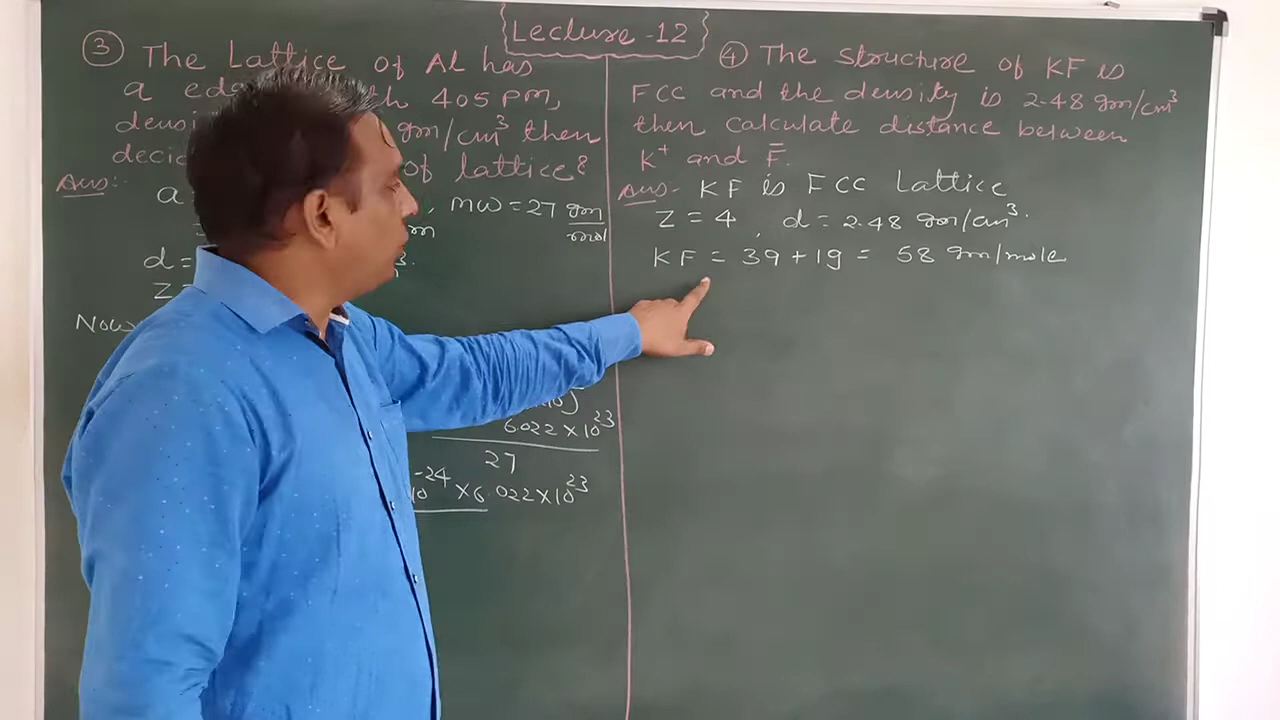 Lecture -12
③ The Lattice of Al has
a 405 pm,
gm/cm³ then
of lattice?
Ans:-
a , MW = 27 gm/mol
=
d =
Z =
Now
6.022 × 10²³
27
10⁻²⁴ × 6.022 × 10²³
④ The structure of KF is
FCC and the density is 2.48 gm/cm³
then calculate distance between
K⁺ and F⁻.
Ans- KF is FCC Lattice
Z = 4, d = 2.48 gm/cm³.
KF = 39 + 19 = 58 gm/mole